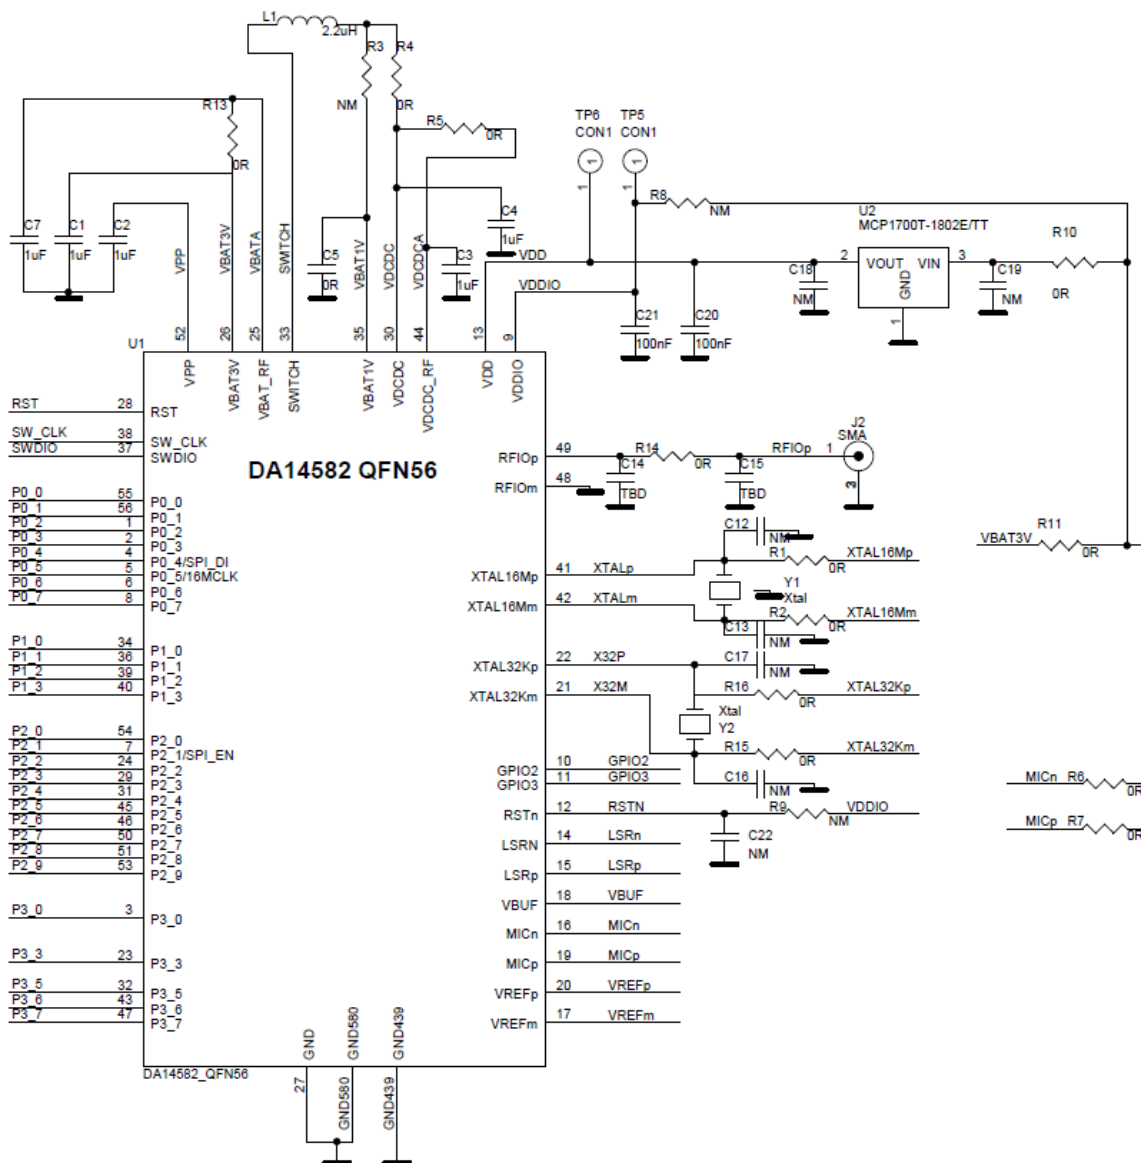 L1
2.2uH
R3
R4
NM
0R
R13
0R
R5
0R
TP6
CON1
1
1
TP5
CON1
1
1
R8
NM
U2
MCP1700T-1802E/TT
2
VOUT
VIN
3
GND
1
R10
0R
C7
1uF
C1
1uF
C2
1uF
VPP
VBAT3V
VBATA
SWITCH
C5
0R
VBAT1V
VDCDC
VDCDCA
C4
1uF
C3
1uF
VDD
VDDIO
C18
NM
C19
NM
C21
100nF
C20
100nF
U1
52
26
25
33
35
30
44
13
9
VPP
VBAT3V
VBAT_RF
SWITCH
VBAT1V
VDCDC
VDCDC_RF
VDD
VDDIO
DA14582 QFN56
RST 28 RST
SW_CLK 38 SW_CLK
SWDIO 37 SWDIO
P0_0 55 P0_0
P0_1 56 P0_1
P0_2 1 P0_2
P0_3 2 P0_3
P0_4 4 P0_4/SPI_DI
P0_5 5 P0_5/16MCLK
P0_6 6 P0_6
P0_7 8 P0_7
P1_0 34 P1_0
P1_1 36 P1_1
P1_2 39 P1_2
P1_3 40 P1_3
P2_0 54 P2_0
P2_1 7 P2_1/SPI_EN
P2_2 24 P2_2
P2_3 29 P2_3
P2_4 31 P2_4
P2_5 45 P2_5
P2_6 46 P2_6
P2_7 50 P2_7
P2_8 51 P2_8
P2_9 53 P2_9
P3_0 3 P3_0
P3_3 23 P3_3
P3_5 32 P3_5
P3_6 43 P3_6
P3_7 47 P3_7
RFIOp 49
RFIOm 48
XTAL16Mp 41 XTALp
XTAL16Mm 42 XTALm
XTAL32Kp 22 X32P
XTAL32Km 21 X32M
GPIO2 10 GPIO2
GPIO3 11 GPIO3
RSTn 12 RSTN
LSRN 14 LSRn
LSRp 15 LSRp
VBUF 18 VBUF
MICn 16 MICn
MICp 19 MICp
VREFp 20 VREFp
VREFm 17 VREFm
R14
0R
C14
TBD
C15
TBD
RFIOp
1
J2
SMA
C12
NM
R1
0R
XTAL16Mp
Y1
Xtal
R2
0R
XTAL16Mm
C13
NM
C17
NM
R16
0R
XTAL32Kp
Xtal
Y2
R15
0R
XTAL32Km
C16
NM
R9
NM
VDDIO
C22
NM
VBAT3V
R11
0R
MICn R6
0R
MICp R7
0R
GND
GND580
GND439
DA14582_QFN56
27
GND580
GND439